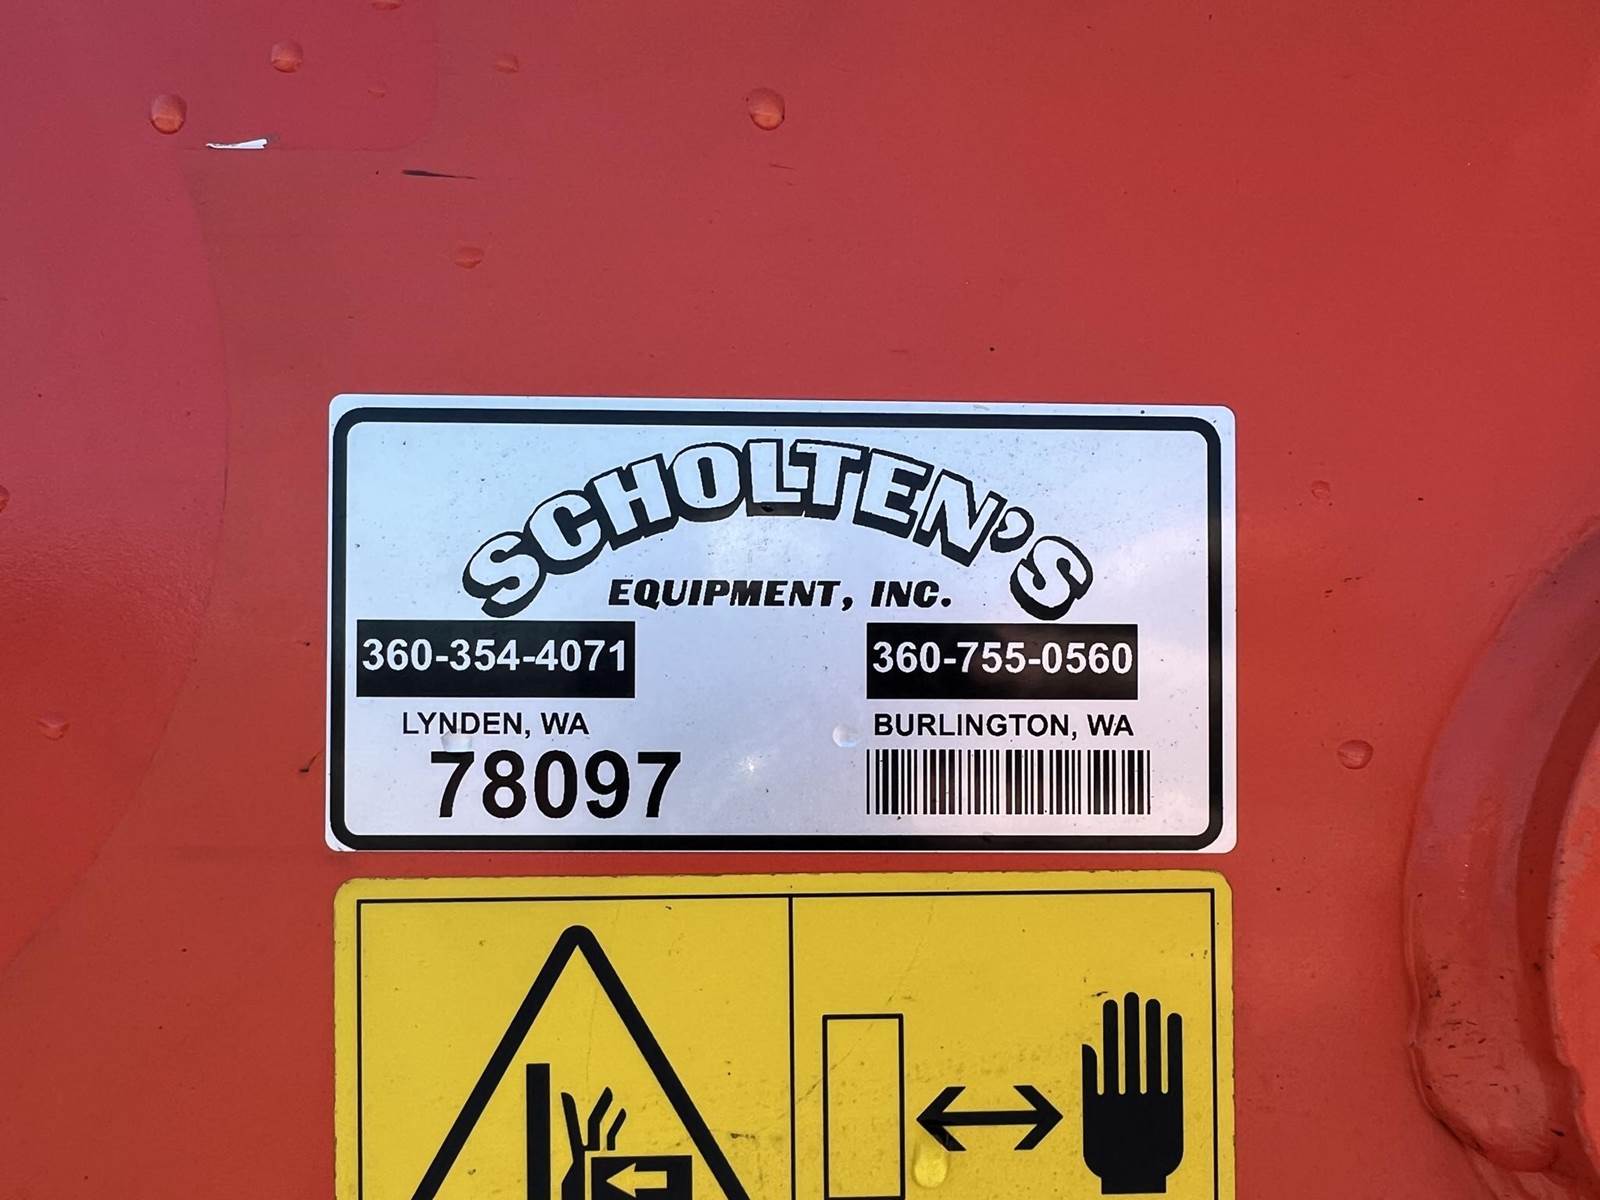 SCHOLTEN'S
EQUIPMENT, INC.
360-354-4071
360-755-0560
LYNDEN, WA
BURLINGTON, WA
78097